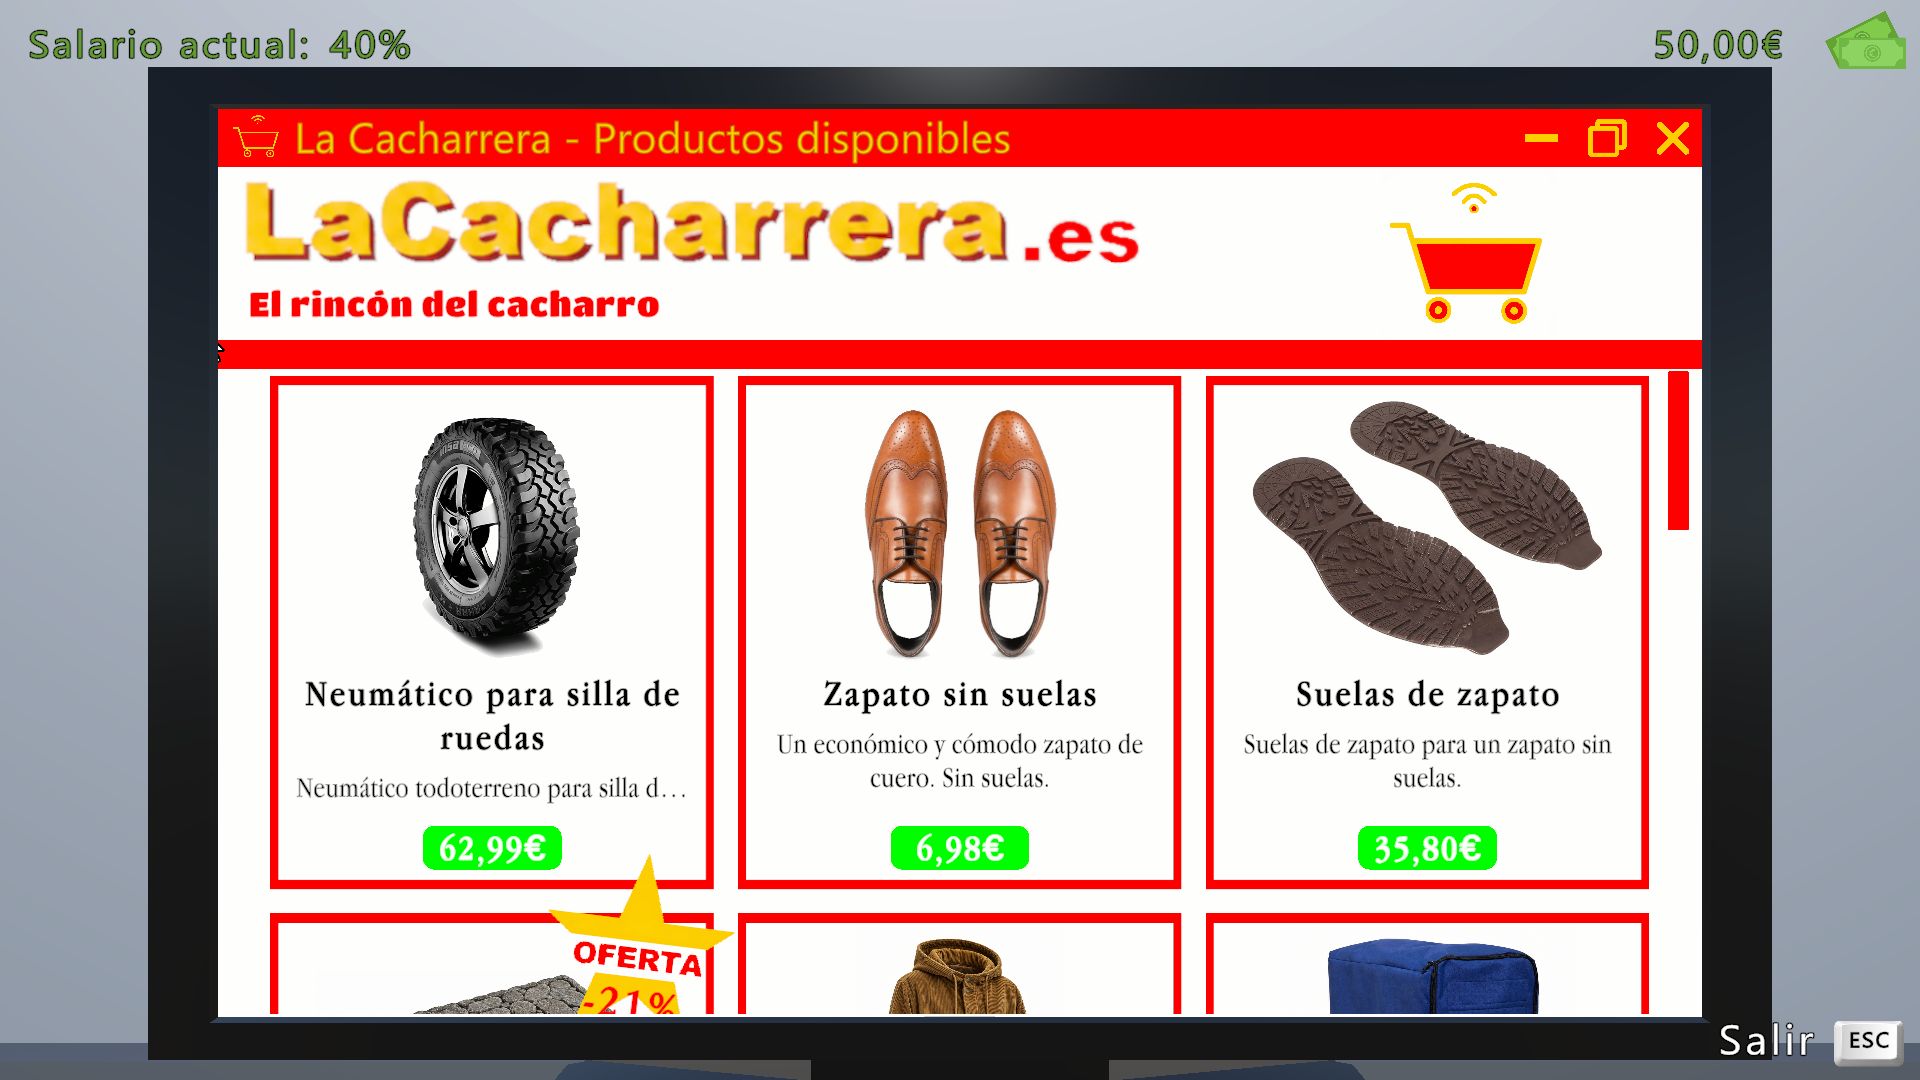 Salario actual: 40%
50,00€
La Cacharrera - Productos disponibles
LaCacharrera.es
El rincón del cacharro
Neumático para silla de
ruedas
Neumático todoterreno para silla d...
62,99€
Zapato sin suelas
Un económico y cómodo zapato de
cuero. Sin suelas.
6,98€
Suelas de zapato
Suelas de zapato para un zapato sin
suelas.
35,80€
OFERTA
-21%
Salir ESC